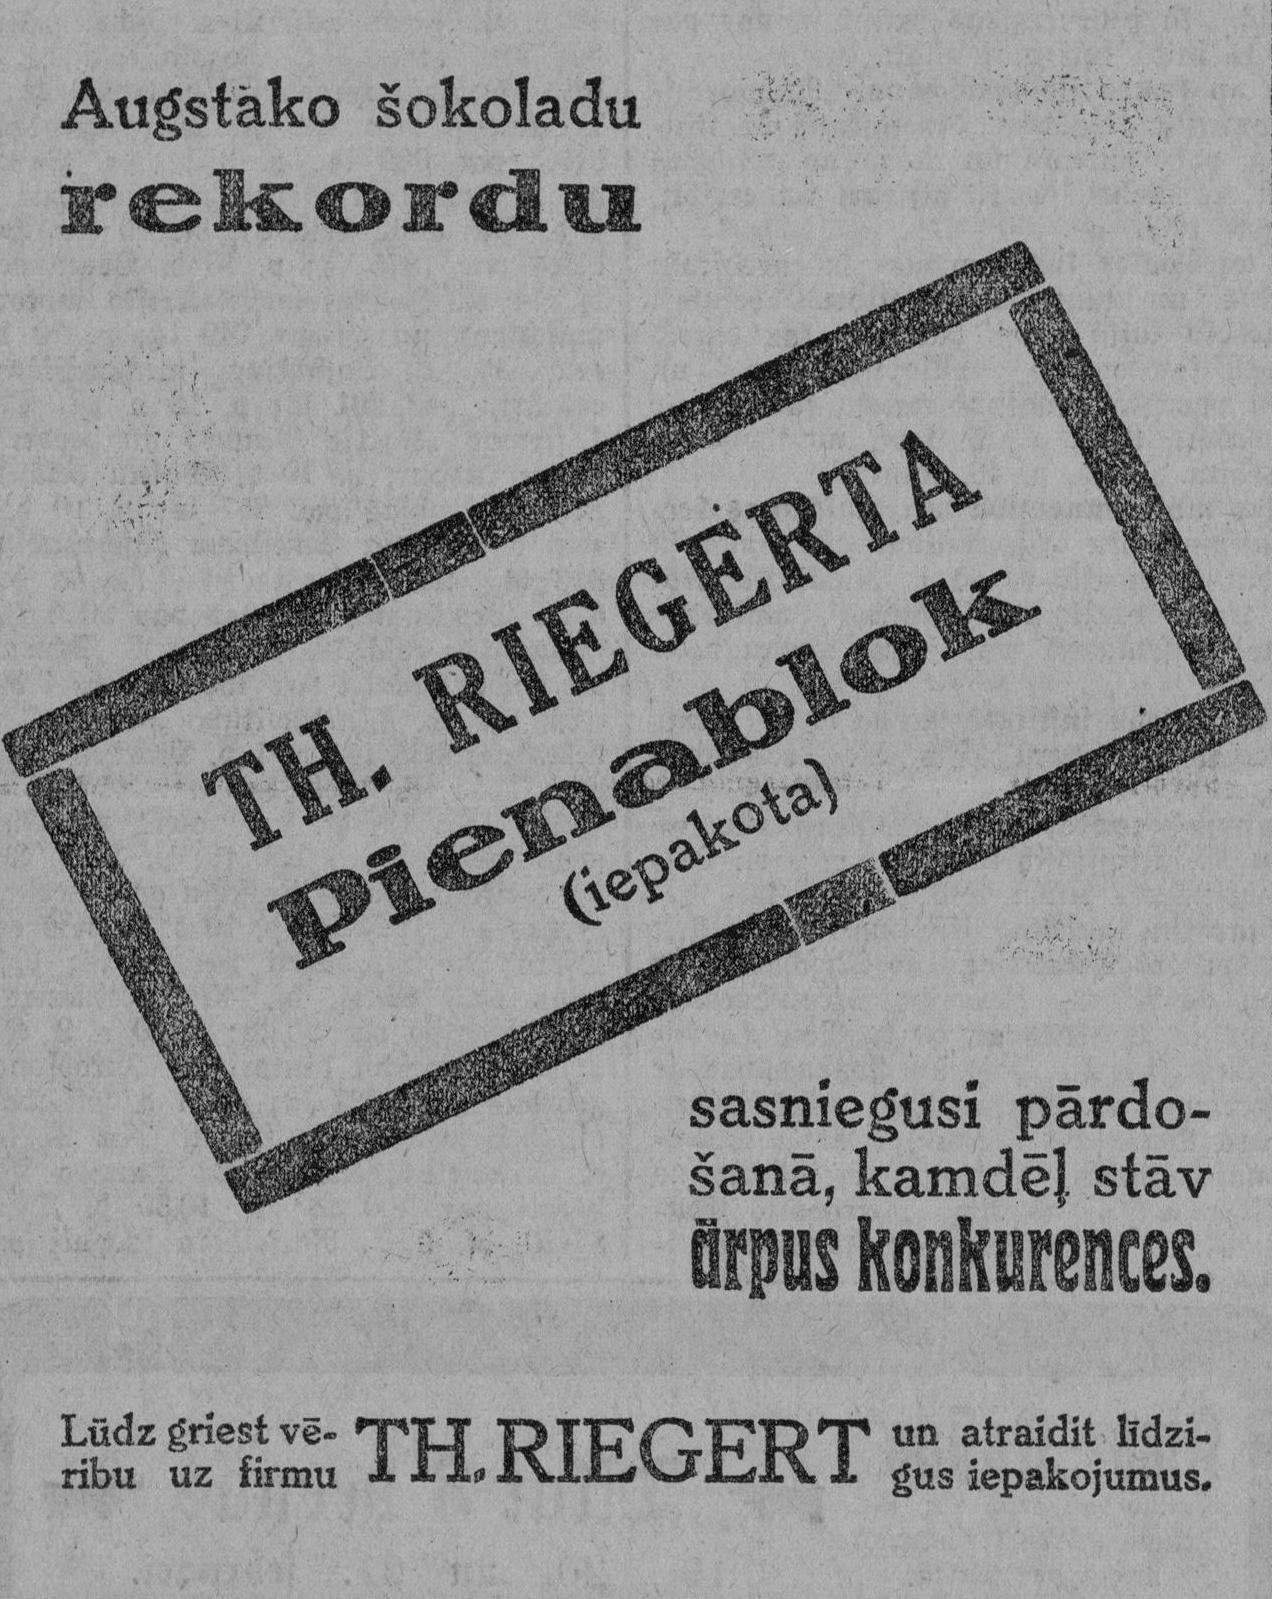 Augstāko šokoladu
rekordu
TH. RIEGERTA
Pienablok
(iepakota)
sasniegusi pārdo-
šanā, kamdēļ stāv
ārpus konkurences.
Lūdz griest vē-
ribu uz firmu
TH. RIEGERT
un atraidit līdzi-
gus iepakojumus.